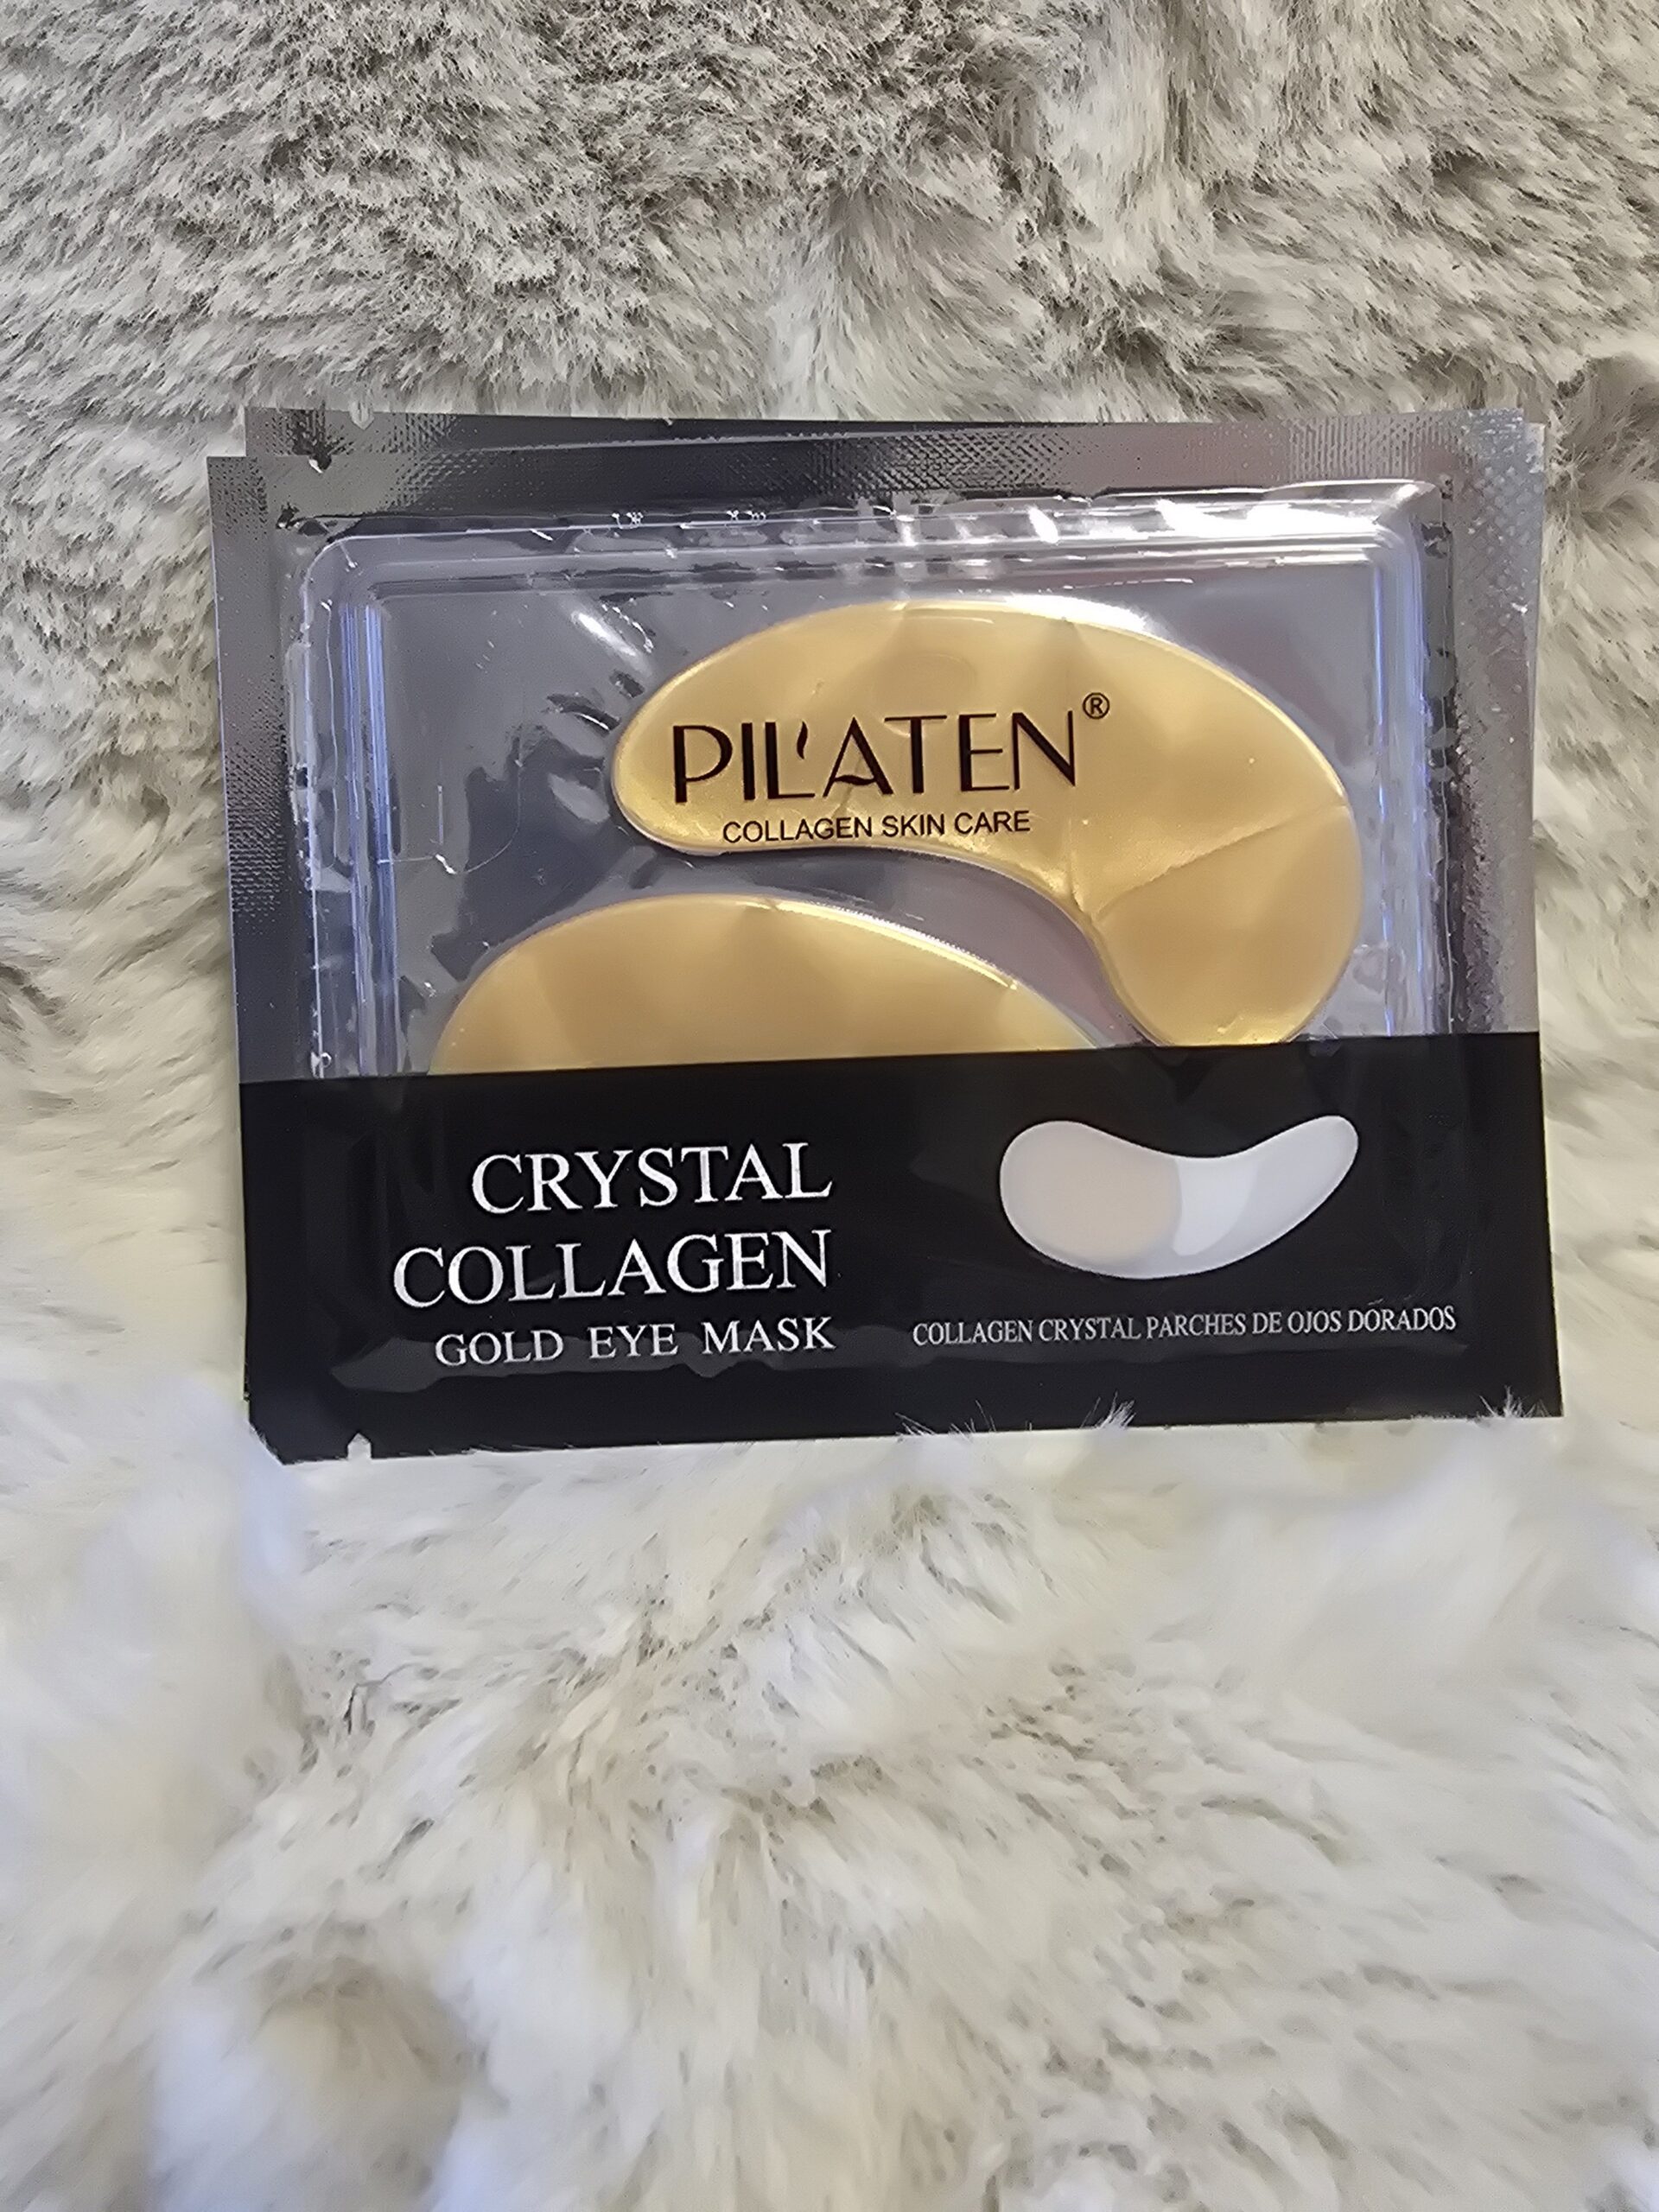 PIL'ATEN®
COLLAGEN SKIN CARE
CRYSTAL
COLLAGEN
GOLD EYE MASK
COLLAGEN CRYSTAL PARCHES DE OJOS DORADOS